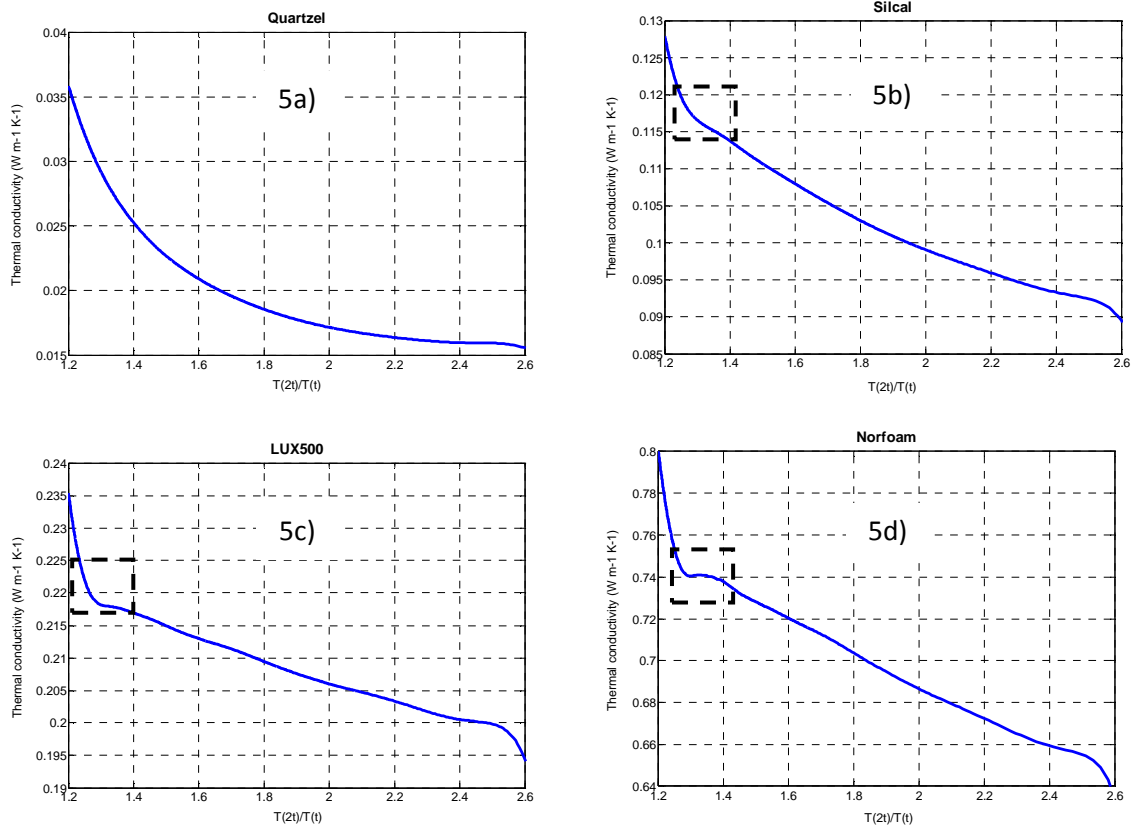 Quartzel
5a)
0.04
0.035
0.03
0.025
0.02
0.015
1.2 1.4 1.6 1.8 2 2.2 2.4 2.6
T(2t)/T(t)
Thermal conductivity (W m-1 K-1)
Silcal
5b)
0.13
0.125
0.12
0.115
0.11
0.105
0.1
0.095
0.09
0.085
1.2 1.4 1.6 1.8 2 2.2 2.4 2.6
T(2t)/T(t)
Thermal conductivity (W m-1 K-1)
LUX500
5c)
0.24
0.235
0.23
0.225
0.22
0.215
0.21
0.205
0.2
0.195
0.19
1.2 1.4 1.6 1.8 2 2.2 2.4 2.6
T(2t)/T(t)
Thermal conductivity (W m-1 K-1)
Norfoam
5d)
0.8
0.78
0.76
0.74
0.72
0.7
0.68
0.66
0.64
1.2 1.4 1.6 1.8 2 2.2 2.4 2.6
T(2t)/T(t)
Thermal conductivity (W m-1 K-1)